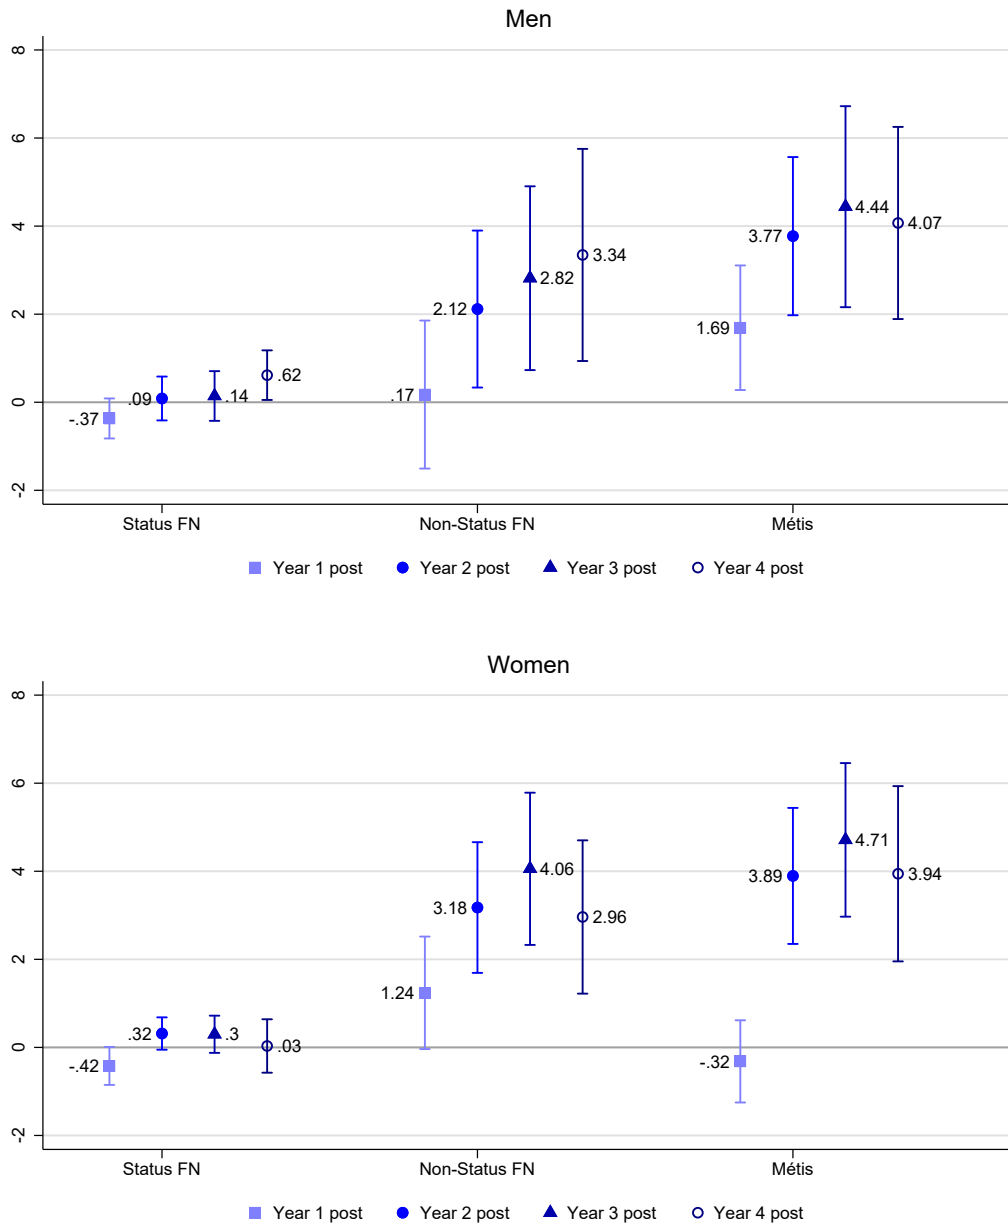 Men
8
6
4
2
0
-2
-.37
.09
.14
.62
.17
2.12
2.82
3.34
1.69
3.77
4.44
4.07
Status FN
Non-Status FN
Métis
Year 1 post
Year 2 post
Year 3 post
Year 4 post
Women
8
6
4
2
0
-2
-.42
.32
.3
.03
1.24
3.18
4.06
2.96
-.32
3.89
4.71
3.94
Status FN
Non-Status FN
Métis
Year 1 post
Year 2 post
Year 3 post
Year 4 post